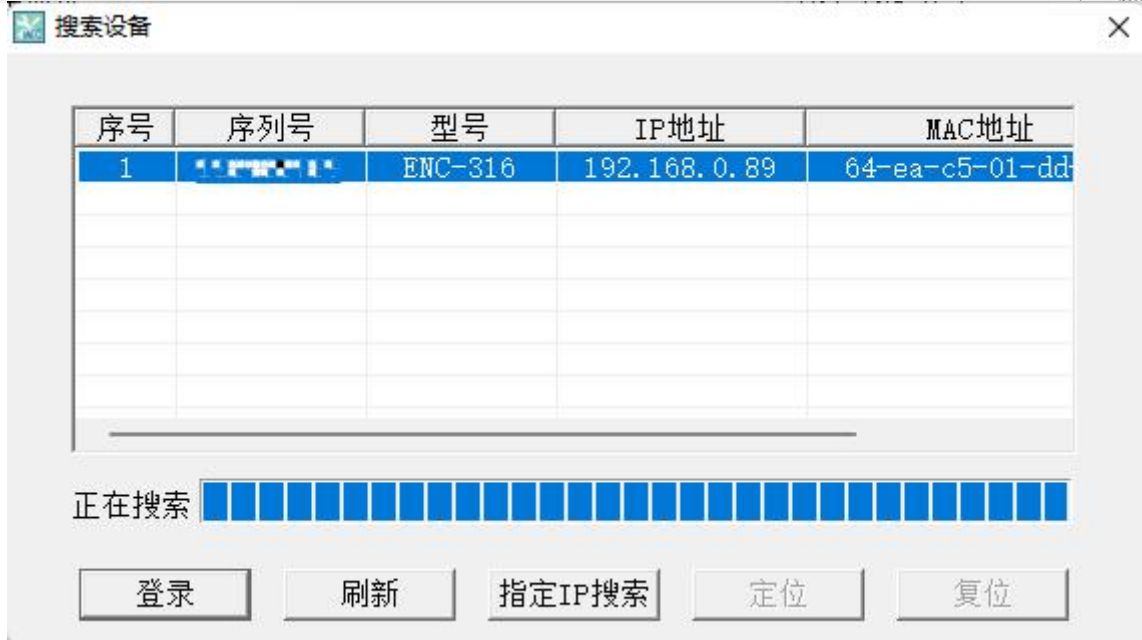 搜索设备
序号 序列号 型号 IP地址 MAC地址
1 ENC-316 192.168.0.89 64-ea-c5-01-dd-
正在搜索
登录 刷新 指定IP搜索 定位 复位